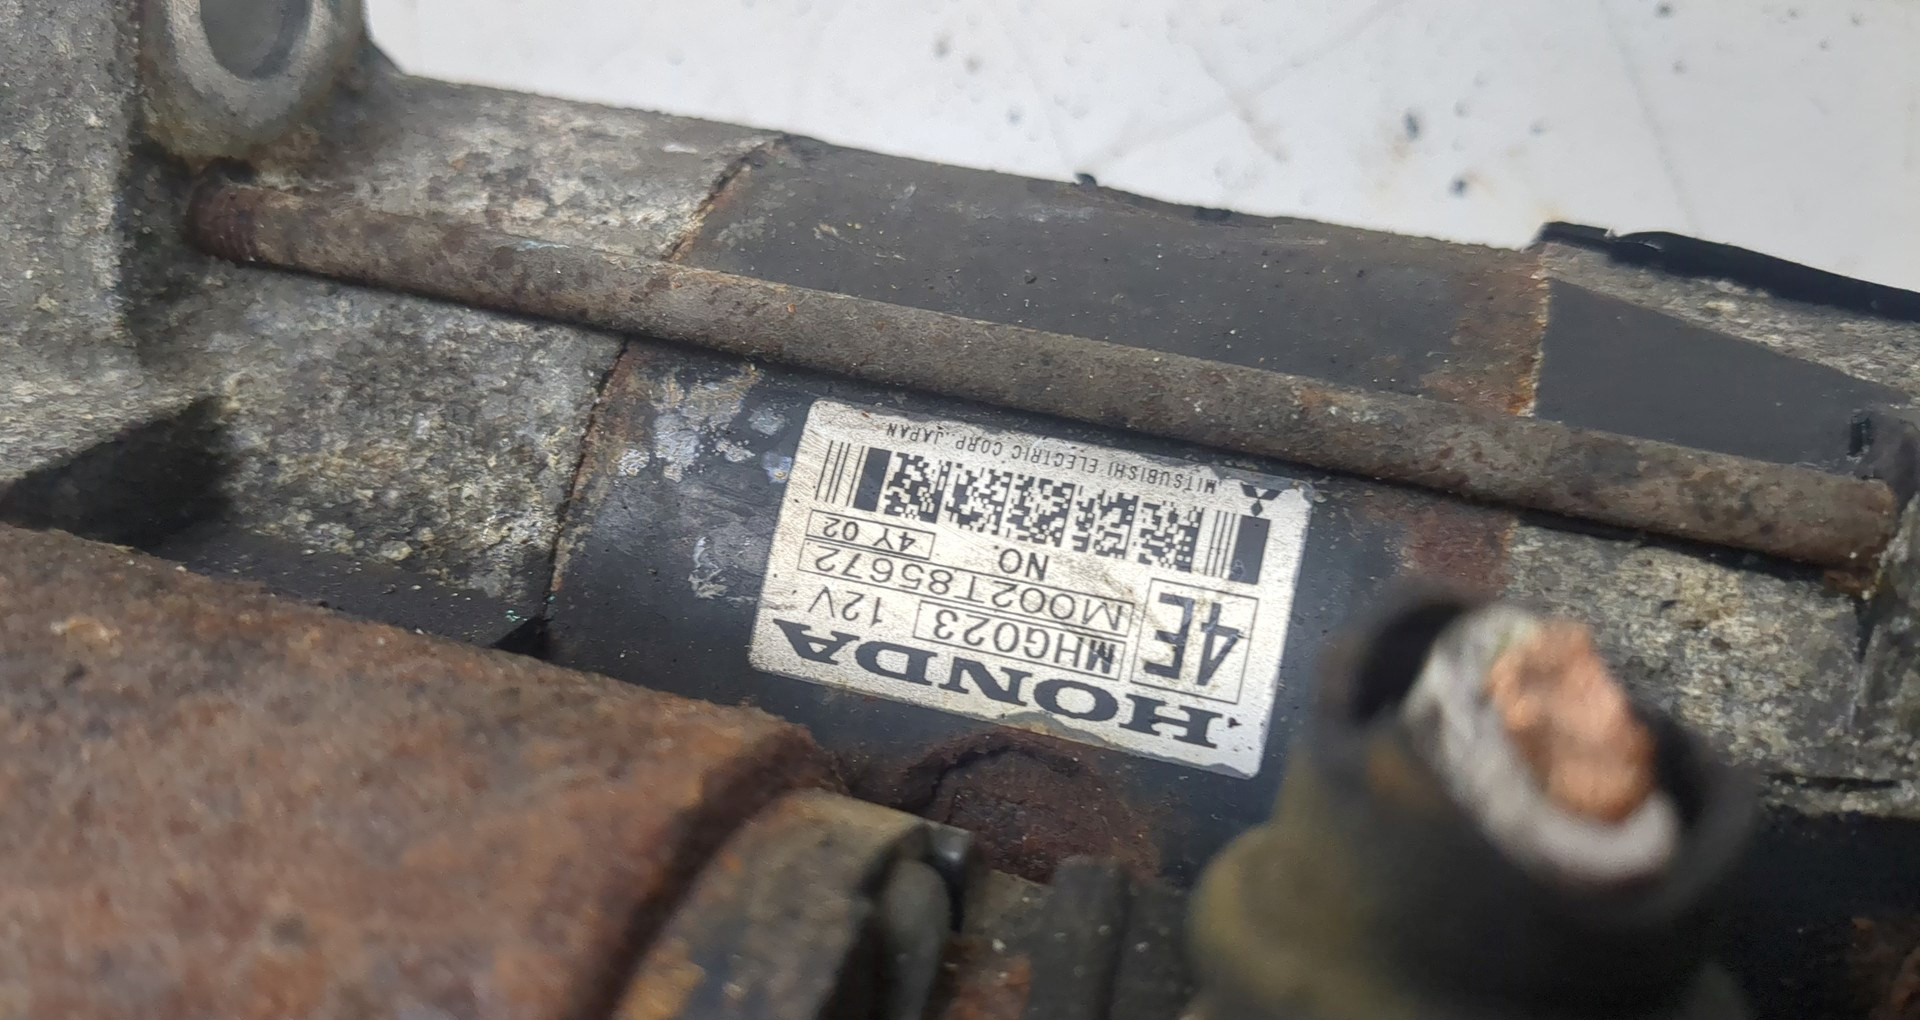 HONDA
MHG023 12V
4E
M002T85672
NO. 4Y 02
MITSUBISHI ELECTRIC CORP. JAPAN